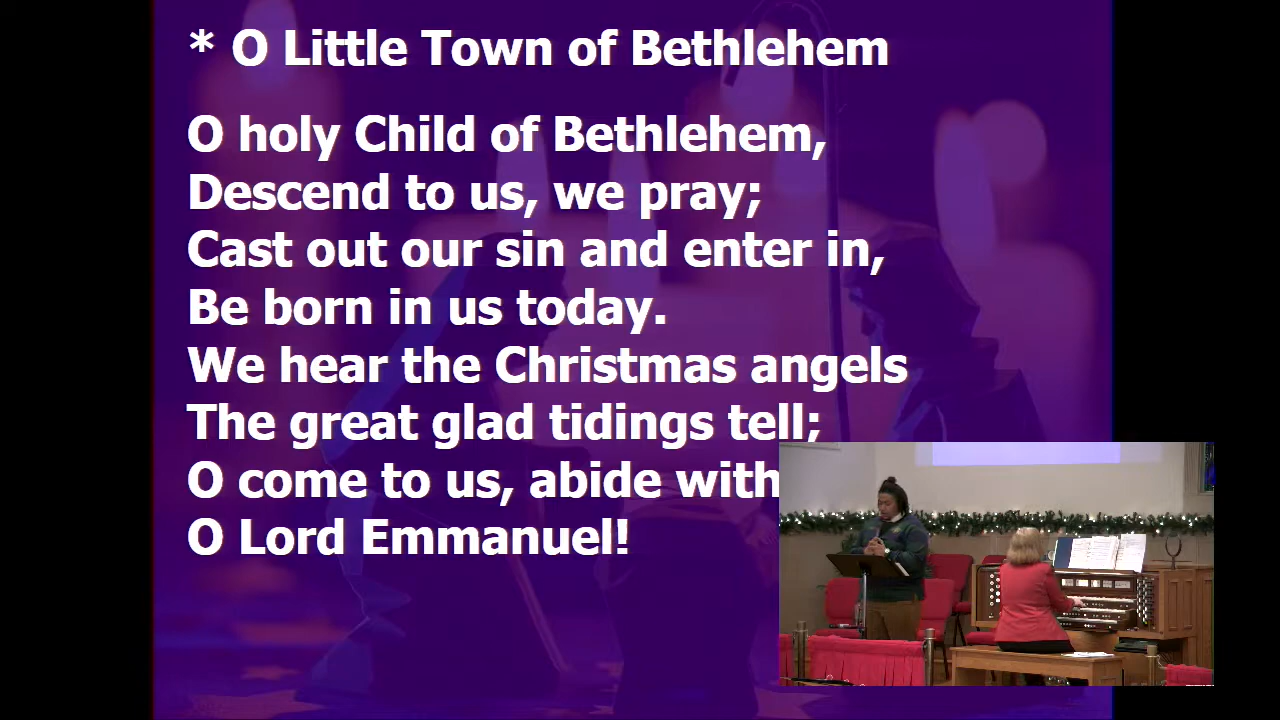 * O Little Town of Bethlehem
O holy Child of Bethlehem,
Descend to us, we pray;
Cast out our sin and enter in,
Be born in us today.
We hear the Christmas angels
The great glad tidings tell;
O come to us, abide with
O Lord Emmanuel!